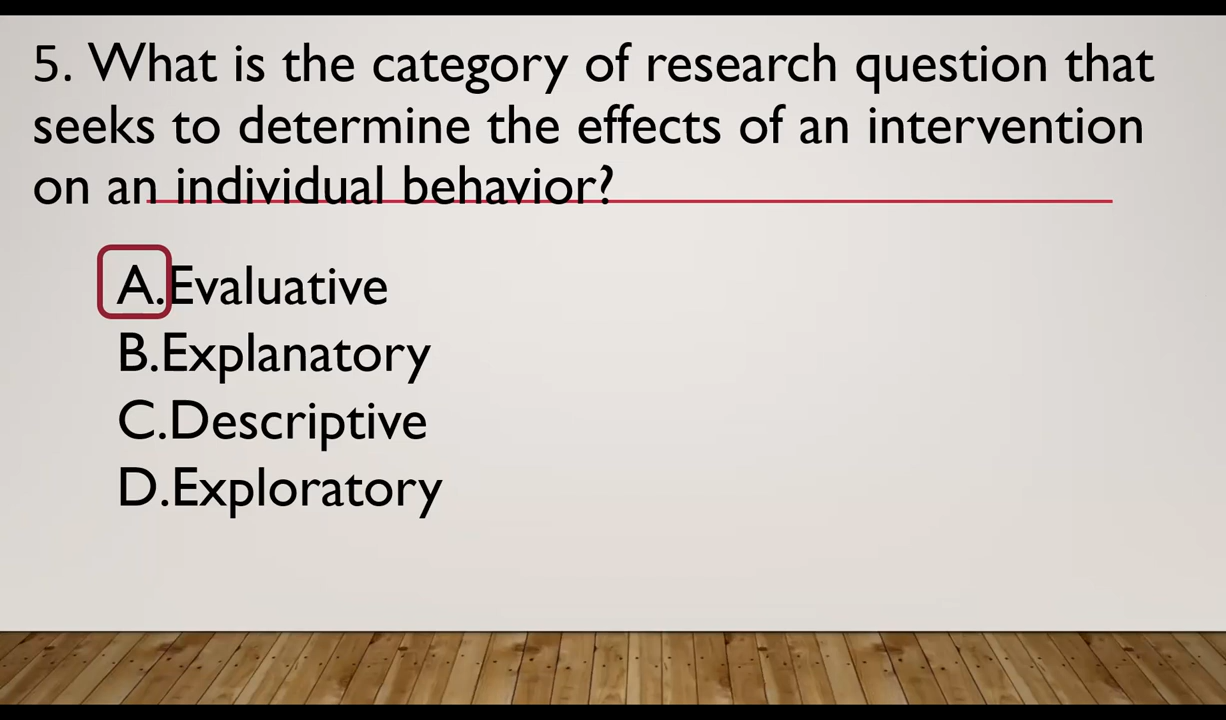 5. What is the category of research question that
seeks to determine the effects of an intervention
on an individual behavior?
A.Evaluative
B.Explanatory
C.Descriptive
D.Exploratory